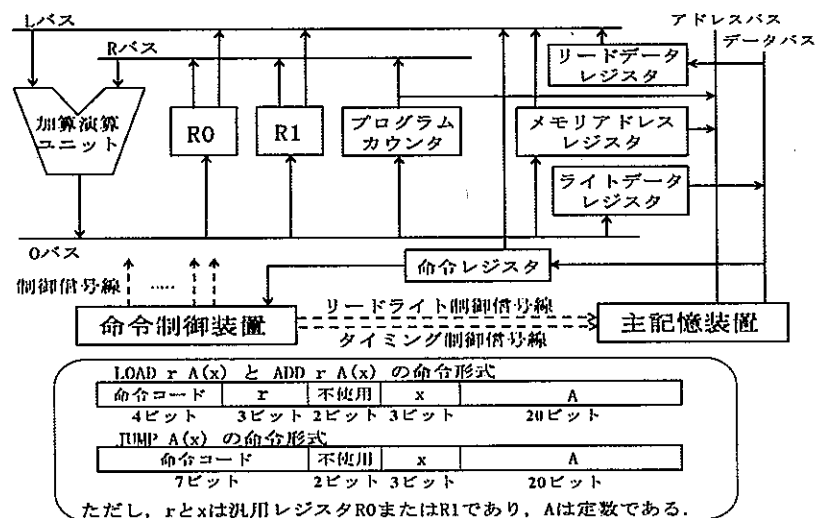 Lバス
アドレスバス
データバス
Rバス
リードデータ
レジスタ
加算演算
ユニット
R0
R1
プログラム
カウンタ
メモリアドレス
レジスタ
ライトデータ
レジスタ
Oバス
命令レジスタ
制御信号線
.....
リードライト制御信号線
命令制御装置
主記憶装置
タイミング制御信号線
LOAD r A(x) と ADD r A(x) の命令形式
命令コード r 不使用 x A
4ビット 3ビット 2ビット 3ビット 20ビット
JUMP A(x) の命令形式
命令コード 不使用 x A
7ビット 2ビット 3ビット 20ビット
ただし，rとxは汎用レジスタR0またはR1であり，Aは定数である．